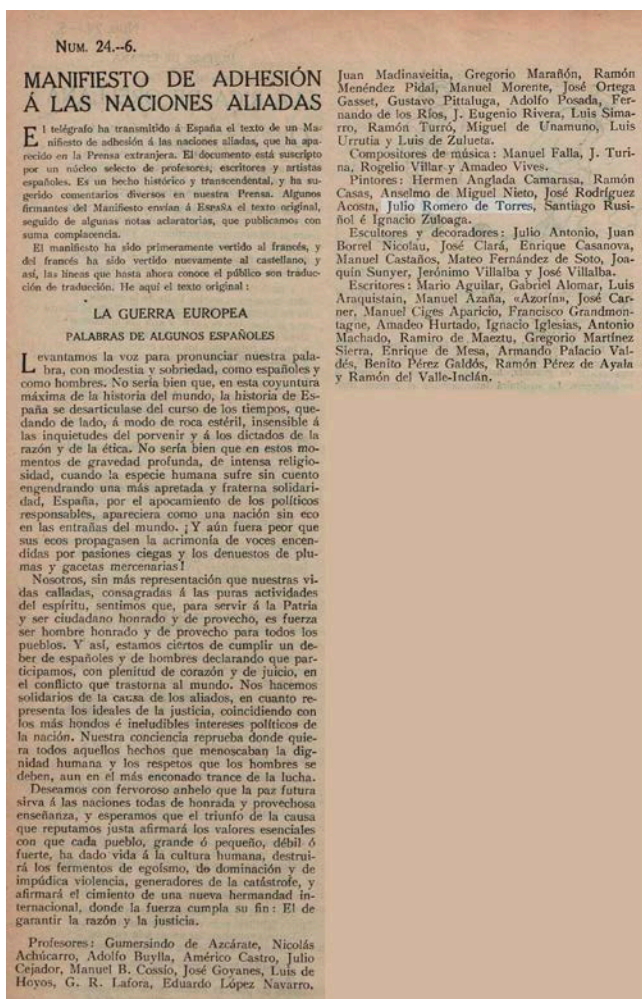 NUM. 24.--6.
MANIFIESTO DE ADHESIÓN
Á LAS NACIONES ALIADAS
El telégrafo ha transmitido á España el texto de un Ma-
nifiesto de adhesión á las naciones aliadas, que ha apa-
recido en la Prensa extranjera. El documento está suscripto
por un núcleo selecto de profesores, escritores y artistas
españoles. Es un hecho histórico y transcendental, y ha su-
gerido comentarios diversos en nuestra Prensa. Algunos
firmantes del Manifiesto envían á ESPAÑA el texto original,
seguido de algunas notas aclaratorias, que publicamos con
suma complacencia.
El manifiesto ha sido primeramente vertido al francés, y
del francés ha sido vertido nuevamente al castellano, y
así, las líneas que hasta ahora conoce el público son traduc-
ción de traducción. He aquí el texto original:
LA GUERRA EUROPEA
PALABRAS DE ALGUNOS ESPAÑOLES
Levantamos la voz para pronunciar nuestra pala-
bra, con modestia y sobriedad, como españoles y
como hombres. No sería bien que, en esta coyuntura
máxima de la historia del mundo, la historia de Es-
paña se desarticulase del curso de los tiempos, que-
dando de lado, á modo de roca estéril, insensible á
las inquietudes del porvenir y á los dictados de la
razón y de la ética. No sería bien que en estos mo-
mentos de gravedad profunda, de intensa religio-
sidad, cuando la especie humana sufre sin cuento
engendrando una más apretada y fraterna solidari-
dad, España, por el apocamiento de los políticos
responsables, apareciera como una nación sin eco
en las entrañas del mundo. ¡Y aún fuera peor que
sus ecos propagasen la acrimonía de voces encen-
didas por pasiones ciegas y los denuestos de plu-
mas y gacetas mercenarias!
Nosotros, sin más representación que nuestras vi-
das calladas, consagradas á las puras actividades
del espíritu, sentimos que, para servir á la Patria
y ser ciudadano honrado y de provecho, es fuerza
ser hombre honrado y de provecho para todos los
pueblos. Y así, estamos ciertos de cumplir un de-
ber de españoles y de hombres declarando que par-
ticipamos, con plenitud de corazón y de juicio, en
el conflicto que trastorna al mundo. Nos hacemos
solidarios de la causa de los aliados, en cuanto re-
presenta los ideales de la justicia, coincidiendo con
los más hondos é ineludibles intereses políticos de
la nación. Nuestra conciencia reprueba donde quie-
ra todos aquellos hechos que menoscaban la dig-
nidad humana y los respetos que los hombres se
deben, aun en el más enconado trance de la lucha.
Deseamos con fervoroso anhelo que la paz futura
sirva á las naciones todas de honrada y provechosa
enseñanza, y esperamos que el triunfo de la causa
que reputamos justa afirmará los valores esenciales
con que cada pueblo, grande ó pequeño, débil ó
fuerte, ha dado vida á la cultura humana, destrui-
rá los fermentos de egoísmo, de dominación y de
impúdica violencia, generadores de la catástrofe, y
afirmará el cimiento de una nueva hermandad in-
ternacional, donde la fuerza cumpla su fin: El de
garantir la razón y la justicia.
Profesores: Gumersindo de Azcárate, Nicolás
Achúcarro, Adolfo Buylla, Américo Castro, Julio
Cejador, Manuel B. Cossío, José Goyanes, Luis de
Hoyos, G. R. Lafora, Eduardo López Navarro,
Juan Madinaveitia, Gregorio Marañón, Ramón
Menéndez Pidal, Manuel Morente, José Ortega
Gasset, Gustavo Pittaluga, Adolfo Posada, Fer-
nando de los Ríos, J. Eugenio Rivera, Luis Sima-
rro, Ramón Turró, Miguel de Unamuno, Luis
Urrutia y Luis de Zulueta.
Compositores de música: Manuel Falla, J. Turi-
na, Rogelio Villar y Amadeo Vives.
Pintores: Hermen Anglada Camarasa, Ramón
Casas, Anselmo de Miguel Nieto, José Rodríguez
Acosta, Julio Romero de Torres, Santiago Rusi-
ñol é Ignacio Zuloaga.
Escultores y decoradores: Julio Antonio, Juan
Borrel Nicolau, José Clará, Enrique Casanova,
Manuel Castaños, Mateo Fernández de Soto, Joa-
quín Sunyer, Jerónimo Villalba y José Villalba.
Escritores: Mario Aguilar, Gabriel Alomar, Luis
Araquistain, Manuel Azaña, «Azorín», José Car-
ner, Manuel Ciges Aparicio, Francisco Grandmon-
tagne, Amadeo Hurtado, Ignacio Iglesias, Antonio
Machado, Ramiro de Maeztu, Gregorio Martínez
Sierra, Enrique de Mesa, Armando Palacio Val-
dés, Benito Pérez Galdós, Ramón Pérez de Ayala
y Ramón del Valle-Inclán.